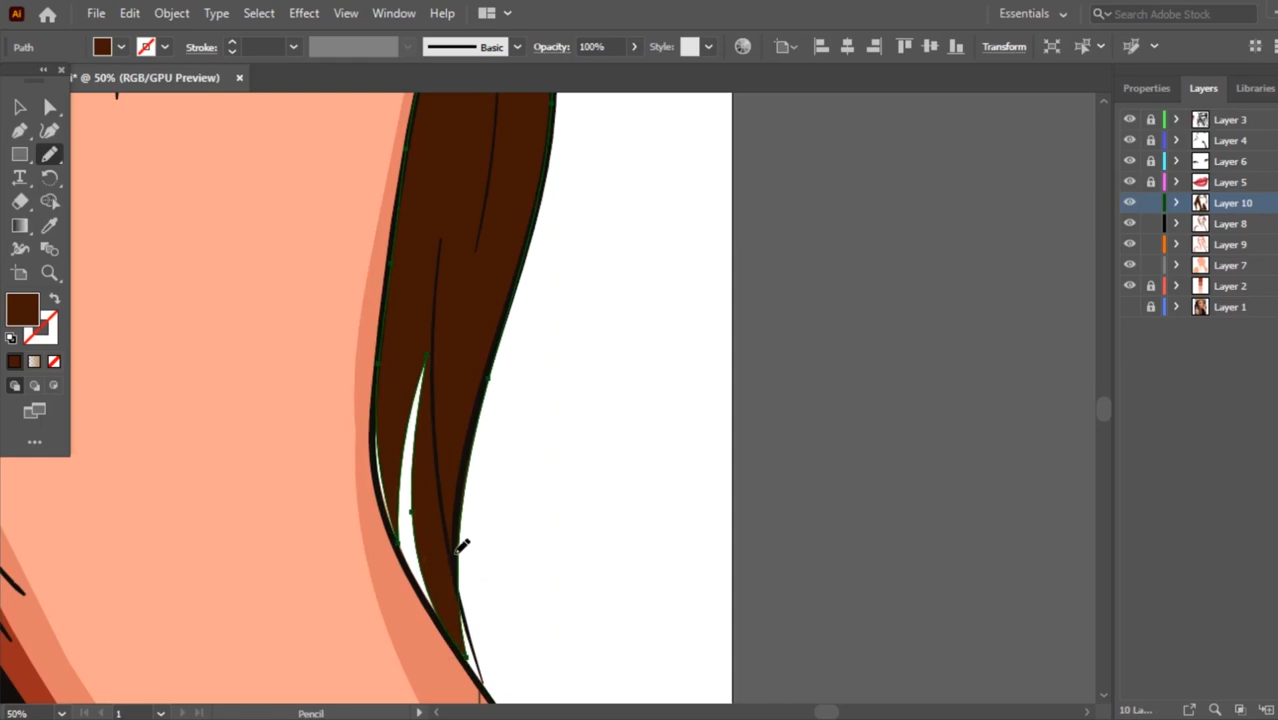 Ai File Edit Object Type Select Effect View Window Help Essentials Search Adobe Stock
Path Stroke: Basic Opacity: 100% Style: Transform
i* @ 50% (RGB/GPU Preview) ×
Properties Layers Libraries
Layer 3
Layer 4
Layer 6
Layer 5
Layer 10
Layer 8
Layer 9
Layer 7
Layer 2
Layer 1
50% 1 Pencil 10 La...